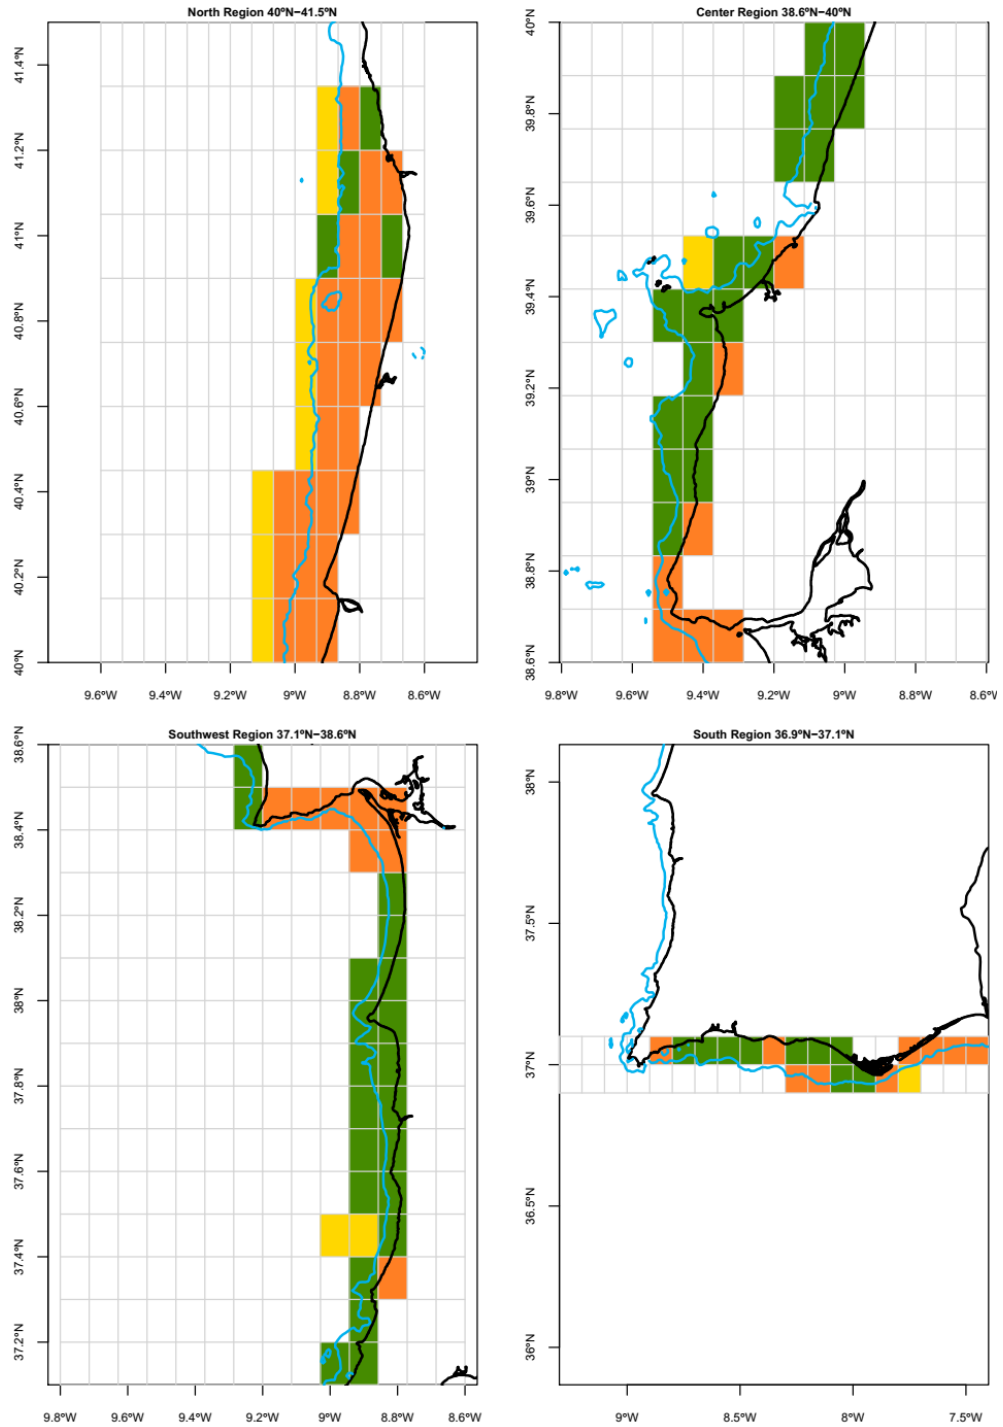 North Region 40ºN−41.5ºN
41.4ºN
41.2ºN
41ºN
40.8ºN
40.6ºN
40.4ºN
40.2ºN
40ºN
9.6ºW 9.4ºW 9.2ºW 9ºW 8.8ºW 8.6ºW
Center Region 38.6ºN−40ºN
40ºN
39.8ºN
39.6ºN
39.4ºN
39.2ºN
39ºN
38.8ºN
38.6ºN
9.8ºW 9.6ºW 9.4ºW 9.2ºW 9ºW 8.8ºW 8.6ºW
Southwest Region 37.1ºN−38.6ºN
38.6ºN
38.4ºN
38.2ºN
38ºN
37.8ºN
37.6ºN
37.4ºN
37.2ºN
9.8ºW 9.6ºW 9.4ºW 9.2ºW 9ºW 8.8ºW 8.6ºW
South Region 36.9ºN−37.1ºN
38ºN
37.5ºN
37ºN
36.5ºN
36ºN
9ºW 8.5ºW 8ºW 7.5ºW